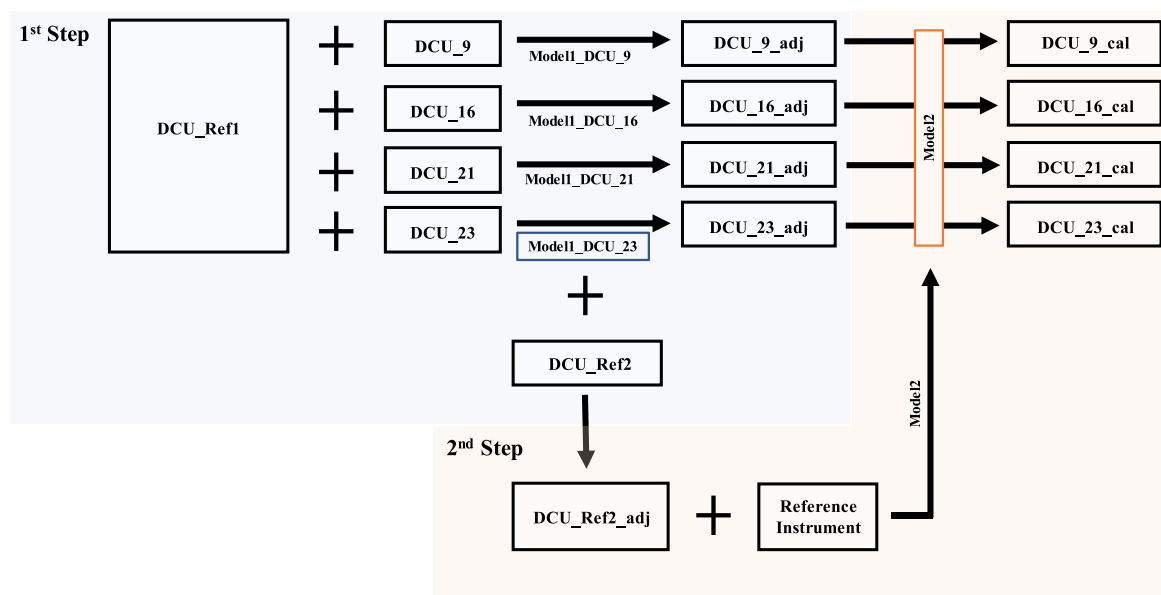 1st Step
DCU_Ref1
DCU_9
Model1_DCU_9
DCU_9_adj
DCU_9_cal
DCU_16
Model1_DCU_16
DCU_16_adj
DCU_16_cal
DCU_21
Model1_DCU_21
DCU_21_adj
DCU_21_cal
DCU_23
Model1_DCU_23
DCU_23_adj
DCU_23_cal
Model2
DCU_Ref2
Model2
2nd Step
DCU_Ref2_adj
Reference
Instrument